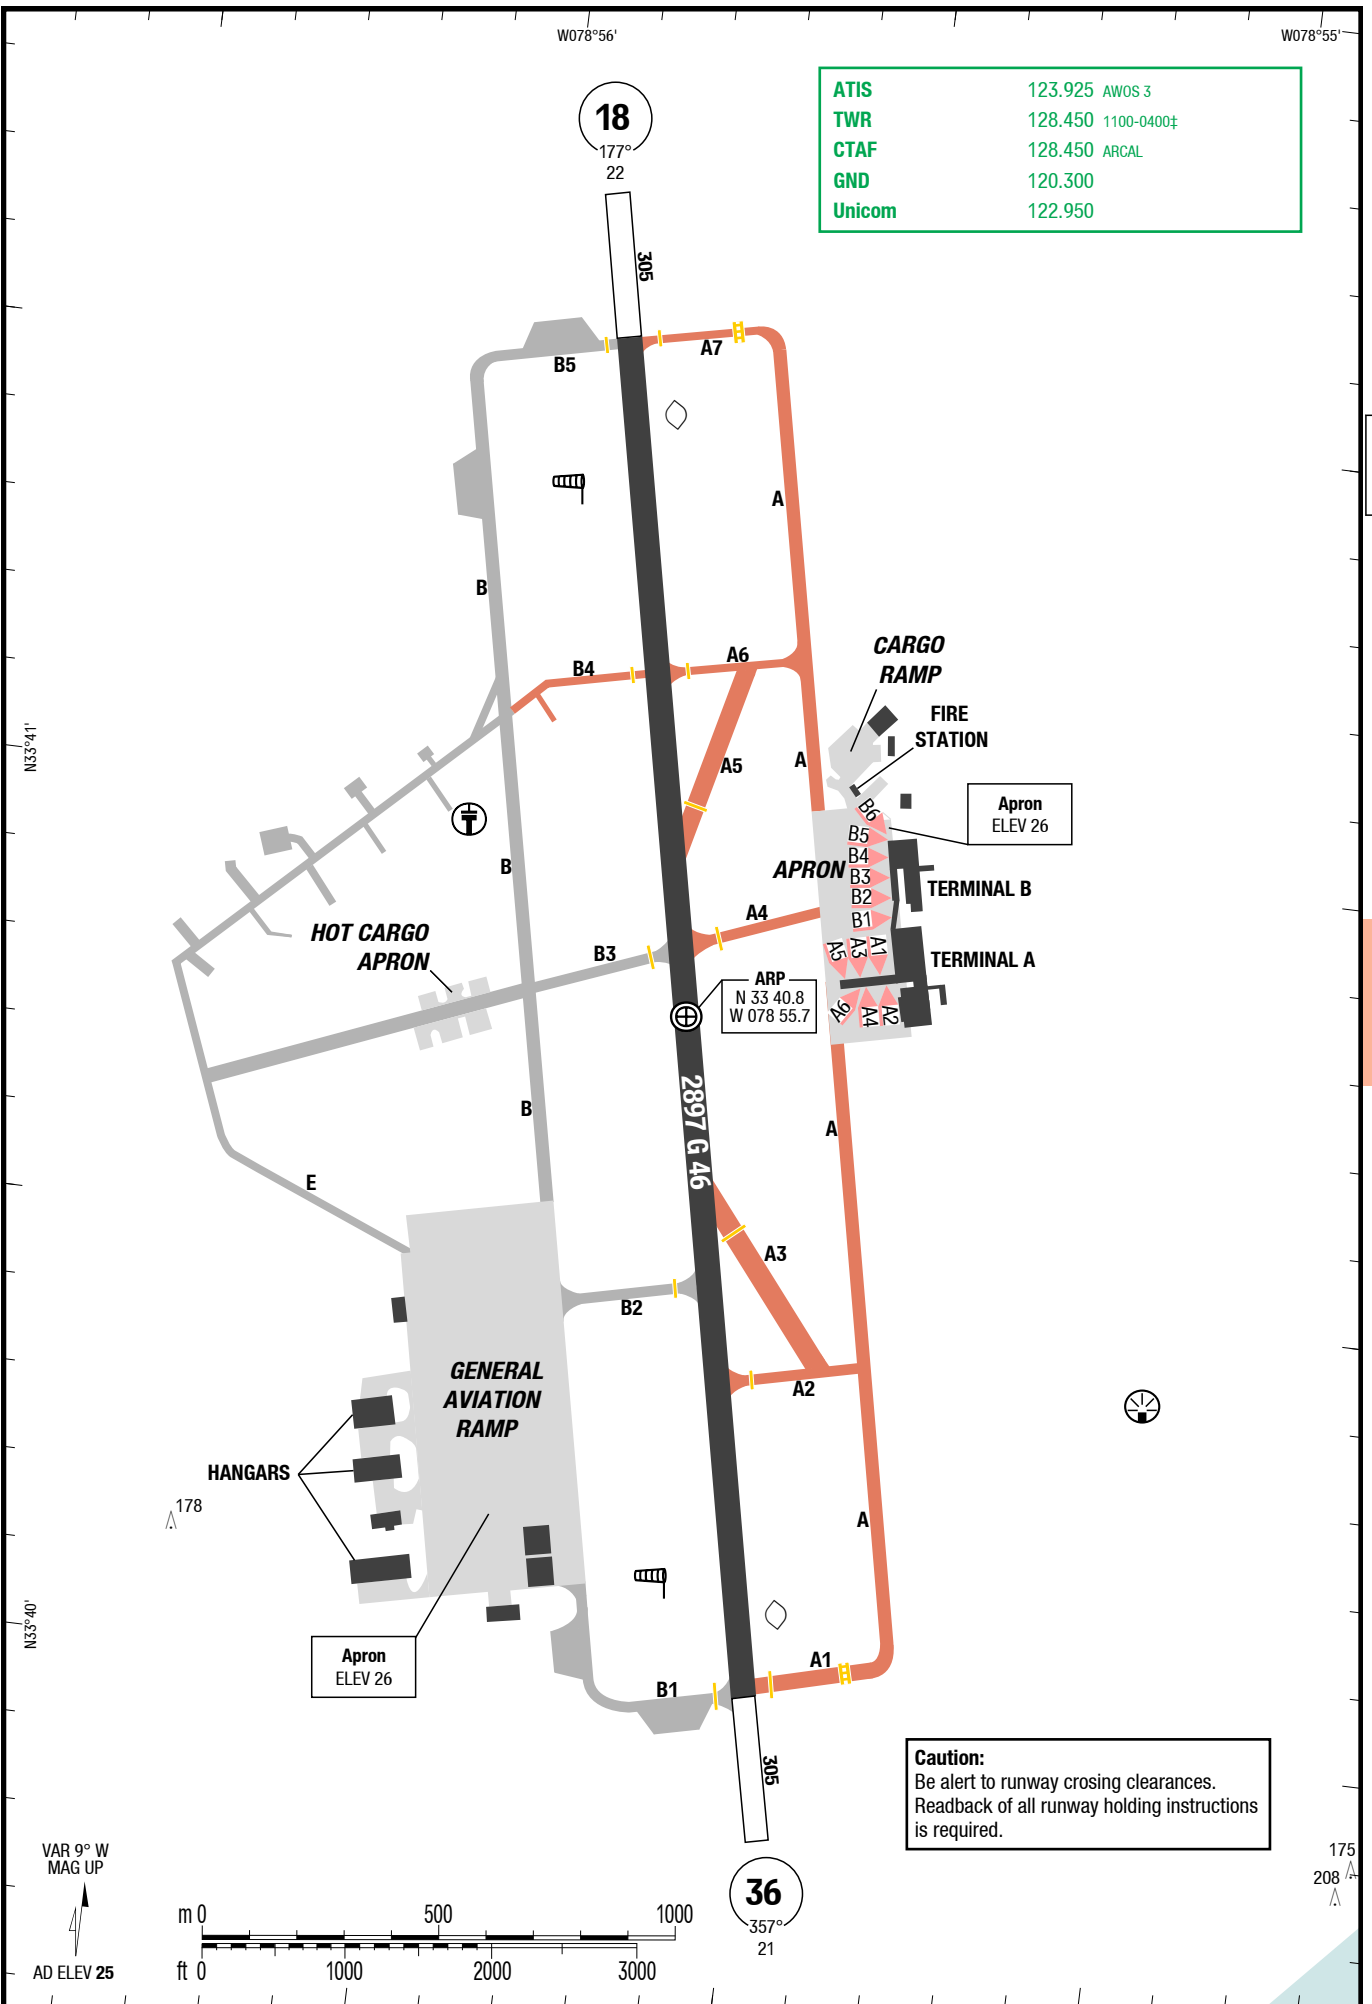 W078°56'
W078°55'
ATIS 123.925 AWOS 3
TWR 128.450 1100-0400‡
CTAF 128.450 ARCAL
GND 120.300
Unicom 122.950
18
177°
22
305
A7
B5
A
B
A6
B4
CARGO
RAMP
FIRE
STATION
N33°41'
A5
A
Apron
ELEV 26
B6
B5
B4
B3
B2
B1
APRON
B
TERMINAL B
A4
HOT CARGO
APRON
B3
A5
A3
A1
TERMINAL A
ARP
N 33 40.8
W 078 55.7
A6
A4
A2
2897 G 46
B
A
E
A3
B2
GENERAL
AVIATION
RAMP
A2
HANGARS
178
A
N33°40'
Apron
ELEV 26
A1
B1
305
Caution:
Be alert to runway crosing clearances.
Readback of all runway holding instructions
is required.
VAR 9° W
MAG UP
175
208
36
357°
21
m 0 500 1000
ft 0 1000 2000 3000
AD ELEV 25